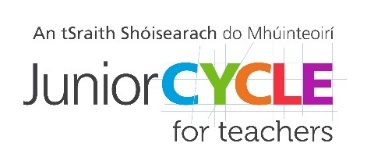 An tSraith Shóisearach do Mhúinteoirí
JuniorCYCLE
for teachers